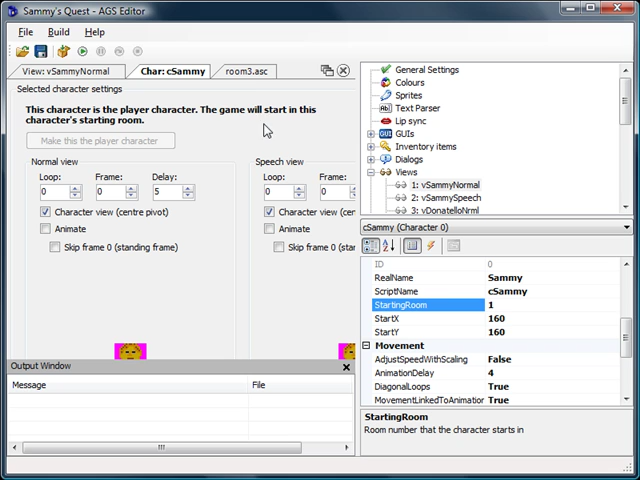 Sammy's Quest - AGS Editor
File Build Help
View: vSammyNormal Char: cSammy room3.asc
Selected character settings
This character is the player character. The game will start in this
character's starting room.
Make this the player character
Normal view
Loop: Frame: Delay:
0 0 5
Character view (centre pivot)
Animate
Skip frame 0 (standing frame)
Speech view
Loop: Frame:
0 0
Character view (cen
Animate
Skip frame 0 (sta
Output Window
Message File
General Settings
Colours
Sprites
Text Parser
Lip sync
GUIs
Inventory items
Dialogs
Views
1: vSammyNormal
2: vSammySpeech
3: vDonatelloNrml
cSammy (Character 0)
ID 0
RealName Sammy
ScriptName cSammy
StartingRoom 1
StartX 160
StartY 160
Movement
AdjustSpeedWithScaling False
AnimationDelay 4
DiagonalLoops True
MovementLinkedToAnimation True
StartingRoom
Room number that the character starts in